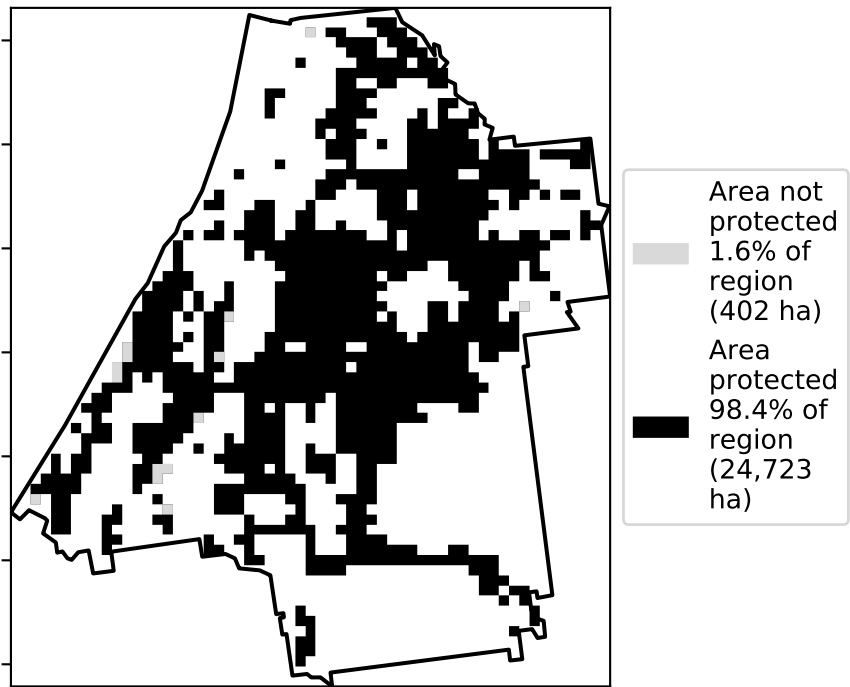 Area not
protected
1.6% of
region
(402 ha)
Area
protected
98.4% of
region
(24,723
ha)